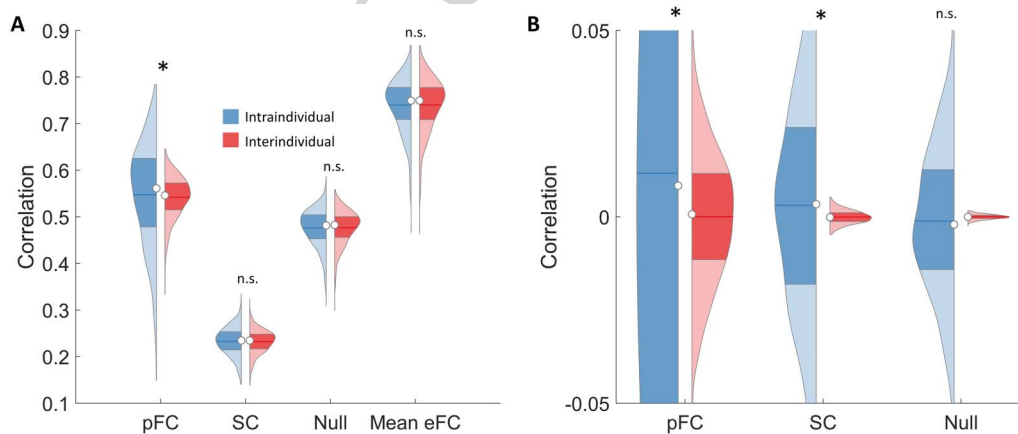 A
0.9
0.8
0.7
0.6
0.5
0.4
0.3
0.2
0.1
Correlation
*
n.s.
n.s.
n.s.
Intraindividual
Interindividual
pFC
SC
Null
Mean eFC
B
0.05
0
-0.05
Correlation
*
*
n.s.
pFC
SC
Null